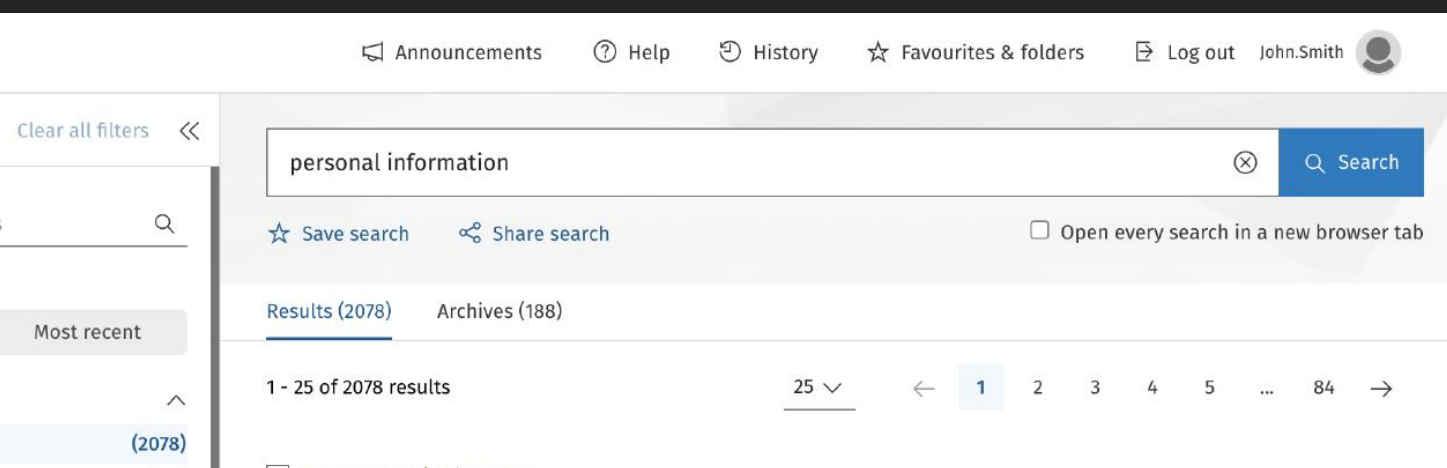 Announcements Help History Favourites & folders Log out John.Smith
Clear all filters
personal information Search
Save search Share search Open every search in a new browser tab
Results (2078) Archives (188)
Most recent
1 - 25 of 2078 results 25 1 2 3 4 5 ... 84
(2078)